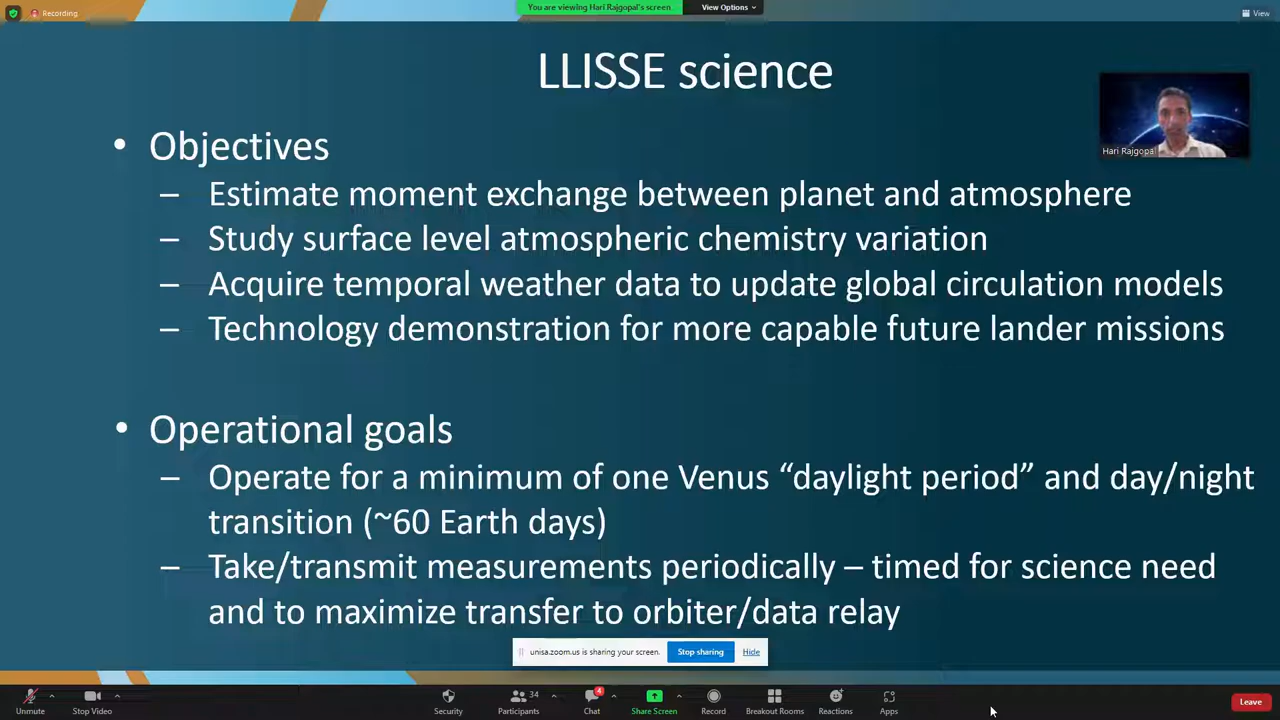 Recording
You are viewing Hari Rajgopal's screen
View Options
View
LLISSE science
Hari Rajgopal
• Objectives
– Estimate moment exchange between planet and atmosphere
– Study surface level atmospheric chemistry variation
– Acquire temporal weather data to update global circulation models
– Technology demonstration for more capable future lander missions
• Operational goals
– Operate for a minimum of one Venus “daylight period” and day/night
transition (~60 Earth days)
– Take/transmit measurements periodically – timed for science need
and to maximize transfer to orbiter/data relay
unisa.zoom.us is sharing your screen.
Stop sharing
Hide
Unmute
Stop Video
Security
Participants
34
Chat
4
Share Screen
Record
Breakout Rooms
Reactions
Apps
Leave